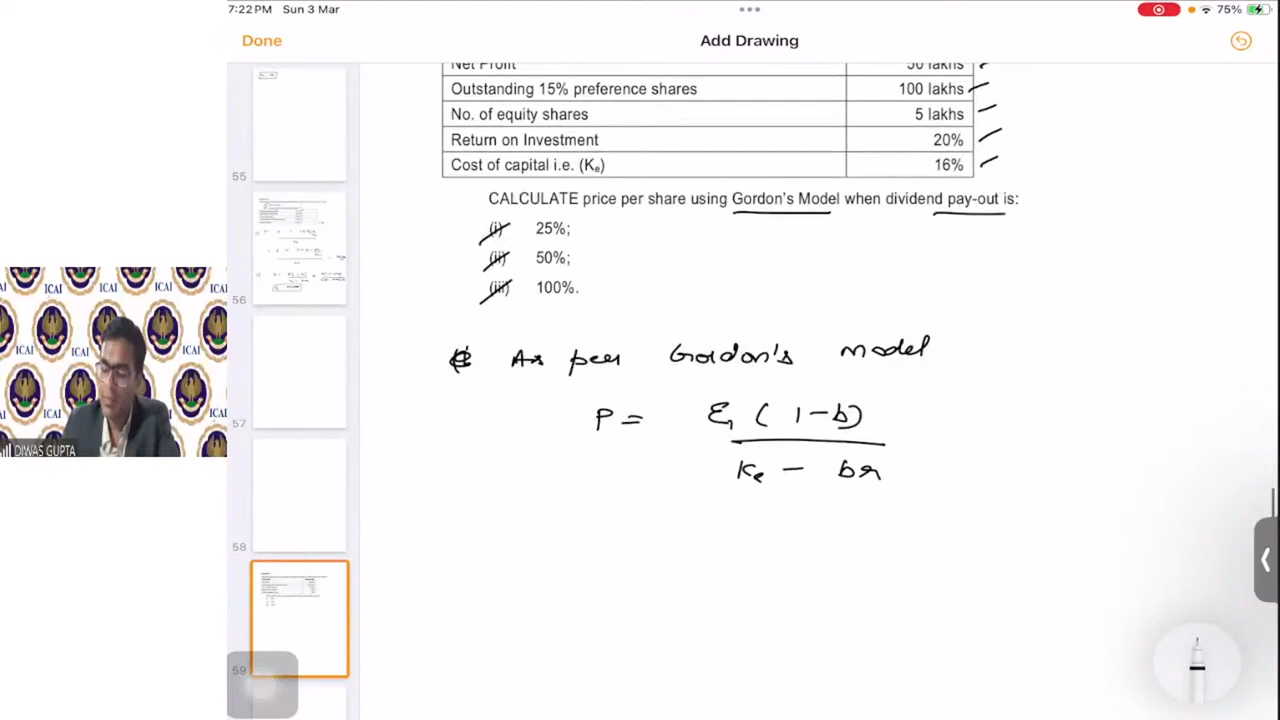 7:22 PM Sun 3 Mar
75%
Done
Add Drawing
Net Profit 50 lakhs
Outstanding 15% preference shares 100 lakhs
No. of equity shares 5 lakhs
Return on Investment 20%
Cost of capital i.e. (Ke) 16%
CALCULATE price per share using Gordon's Model when dividend pay-out is:
(i) 25%;
(ii) 50%;
(iii) 100%.
As per Gordon's model
P = E1 ( 1-b)
Ke - br
55
56
57
58
59
ICAI
ICAI
ICAI
DIWAS GUPTA